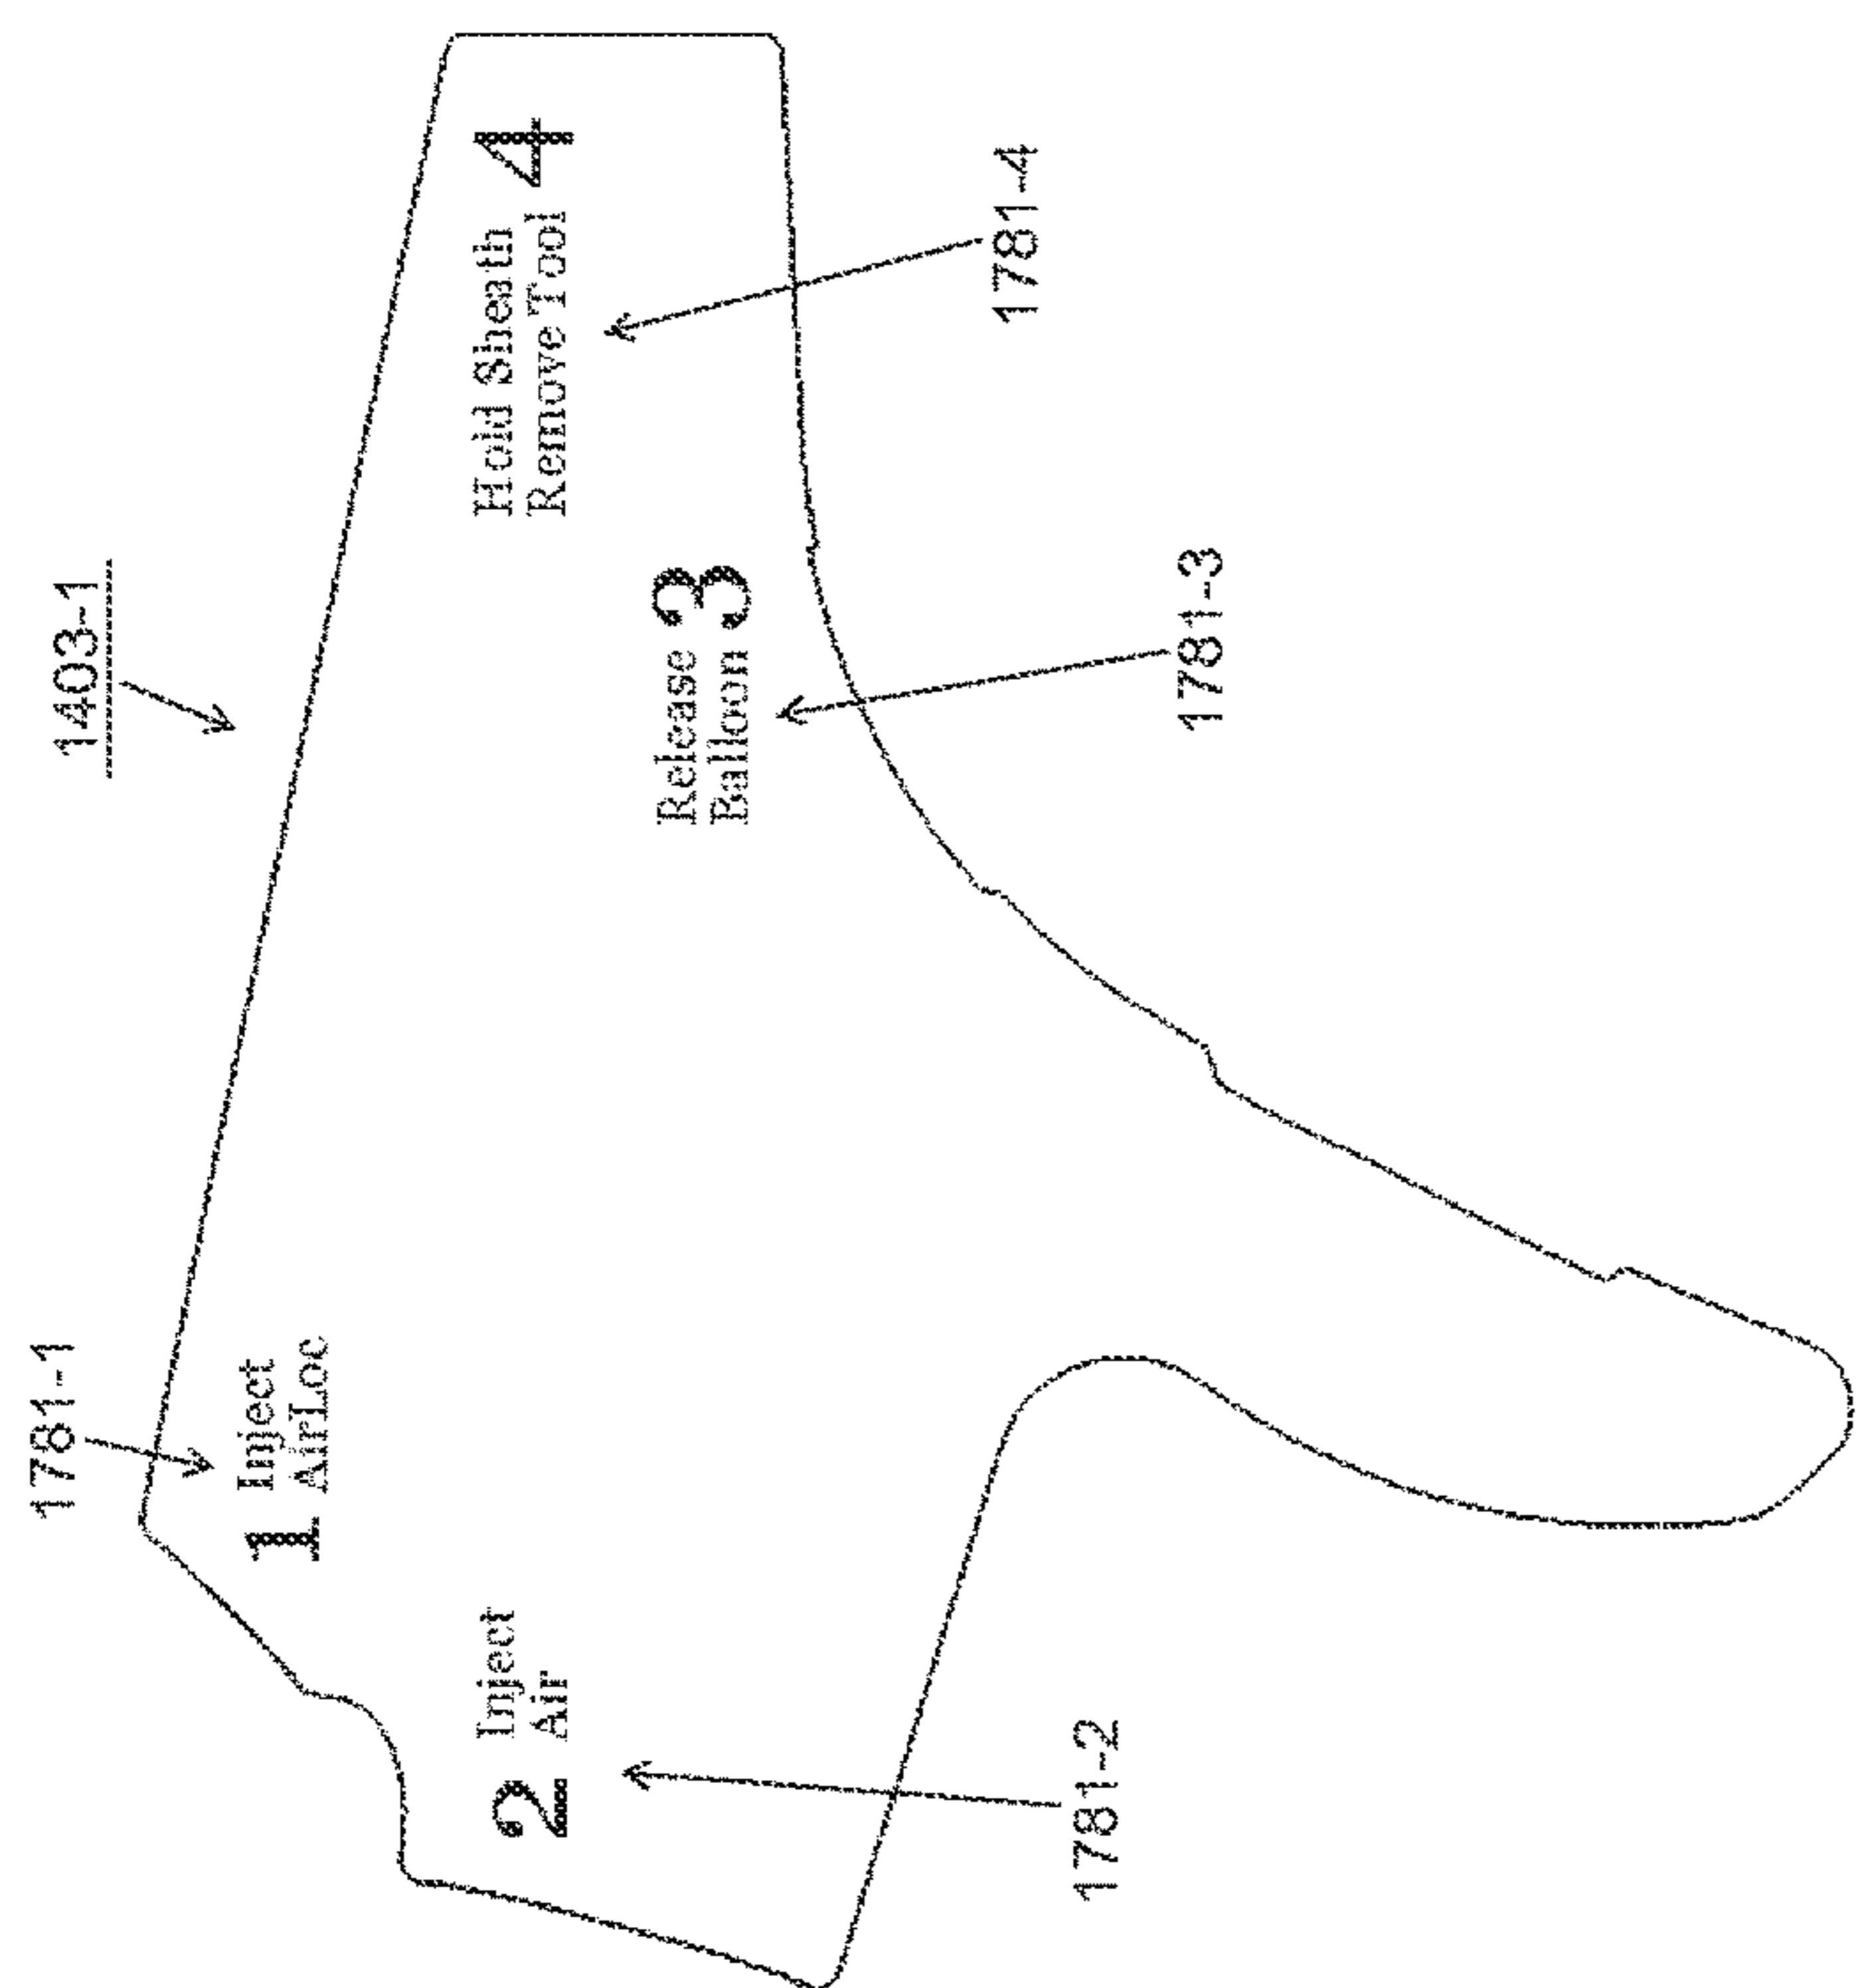 1403-1
1781-1
1 Inject
AirLoc
2 Inject
Air
1781-2
Release 3
Balloon 3
1781-3
Hold Sheath
Remove Tool 4
1781-4